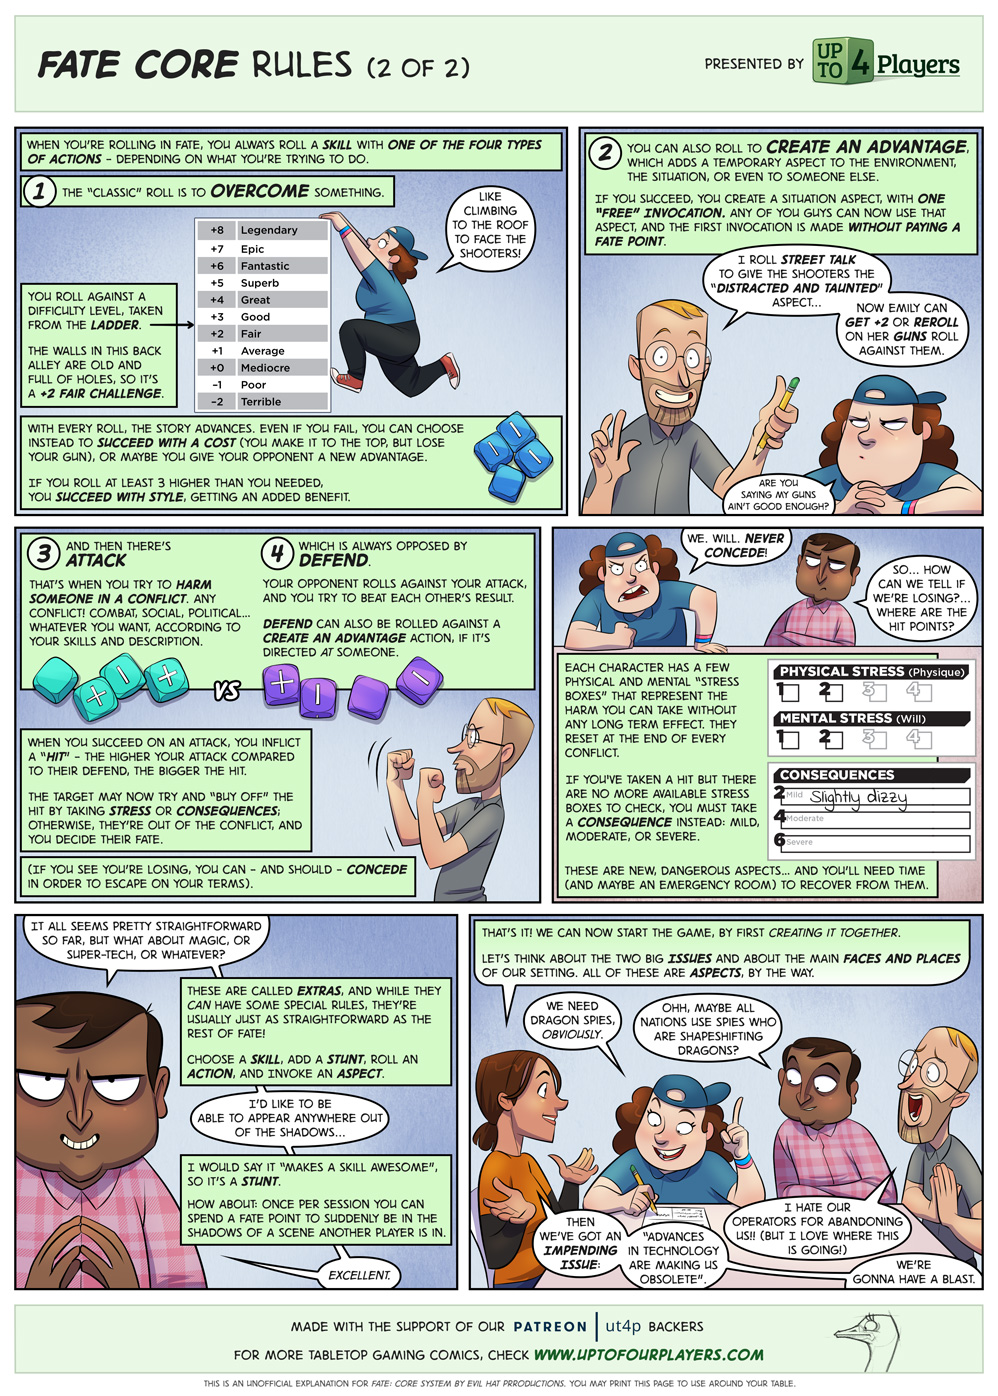 FATE CORE RULES (2 OF 2)
PRESENTED BY UP TO 4 Players
WHEN YOU'RE ROLLING IN FATE, YOU ALWAYS ROLL A SKILL WITH ONE OF THE FOUR TYPES
OF ACTIONS - DEPENDING ON WHAT YOU'RE TRYING TO DO.
1 THE "CLASSIC" ROLL IS TO OVERCOME SOMETHING.
LIKE
CLIMBING
TO THE ROOF
TO FACE THE
SHOOTERS!
+8 Legendary
+7 Epic
+6 Fantastic
+5 Superb
+4 Great
+3 Good
+2 Fair
+1 Average
+0 Mediocre
-1 Poor
-2 Terrible
YOU ROLL AGAINST A
DIFFICULTY LEVEL, TAKEN
FROM THE LADDER.
THE WALLS IN THIS BACK
ALLEY ARE OLD AND
FULL OF HOLES, SO IT'S
A +2 FAIR CHALLENGE.
WITH EVERY ROLL, THE STORY ADVANCES. EVEN IF YOU FAIL, YOU CAN CHOOSE
INSTEAD TO SUCCEED WITH A COST (YOU MAKE IT TO THE TOP, BUT LOSE
YOUR GUN), OR MAYBE YOU GIVE YOUR OPPONENT A NEW ADVANTAGE.
IF YOU ROLL AT LEAST 3 HIGHER THAN YOU NEEDED,
YOU SUCCEED WITH STYLE, GETTING AN ADDED BENEFIT.
2 YOU CAN ALSO ROLL TO CREATE AN ADVANTAGE,
WHICH ADDS A TEMPORARY ASPECT TO THE ENVIRONMENT,
THE SITUATION, OR EVEN TO SOMEONE ELSE.
IF YOU SUCCEED, YOU CREATE A SITUATION ASPECT, WITH ONE
"FREE" INVOCATION. ANY OF YOU GUYS CAN NOW USE THAT
ASPECT, AND THE FIRST INVOCATION IS MADE WITHOUT PAYING A
FATE POINT.
I ROLL STREET TALK
TO GIVE THE SHOOTERS THE
"DISTRACTED AND TAUNTED"
ASPECT...
NOW EMILY CAN
GET +2 OR REROLL
ON HER GUNS ROLL
AGAINST THEM.
ARE YOU
SAYING MY GUNS
AIN'T GOOD ENOUGH?
3 AND THEN THERE'S
ATTACK
THAT'S WHEN YOU TRY TO HARM
SOMEONE IN A CONFLICT. ANY
CONFLICT! COMBAT, SOCIAL, POLITICAL...
WHATEVER YOU WANT, ACCORDING TO
YOUR SKILLS AND DESCRIPTION.
4 WHICH IS ALWAYS OPPOSED BY
DEFEND.
YOUR OPPONENT ROLLS AGAINST YOUR ATTACK,
AND YOU TRY TO BEAT EACH OTHER'S RESULT.
DEFEND CAN ALSO BE ROLLED AGAINST A
CREATE AN ADVANTAGE ACTION, IF IT'S
DIRECTED AT SOMEONE.
VS
WHEN YOU SUCCEED ON AN ATTACK, YOU INFLICT
A "HIT" - THE HIGHER YOUR ATTACK COMPARED
TO THEIR DEFEND, THE BIGGER THE HIT.
THE TARGET MAY NOW TRY AND "BUY OFF" THE
HIT BY TAKING STRESS OR CONSEQUENCES;
OTHERWISE, THEY'RE OUT OF THE CONFLICT, AND
YOU DECIDE THEIR FATE.
(IF YOU SEE YOU'RE LOSING, YOU CAN - AND SHOULD - CONCEDE
IN ORDER TO ESCAPE ON YOUR TERMS).
WE. WILL. NEVER
CONCEDE!
SO... HOW
CAN WE TELL IF
WE'RE LOSING?...
WHERE ARE THE
HIT POINTS?
EACH CHARACTER HAS A FEW
PHYSICAL AND MENTAL "STRESS
BOXES" THAT REPRESENT THE
HARM YOU CAN TAKE WITHOUT
ANY LONG TERM EFFECT. THEY
RESET AT THE END OF EVERY
CONFLICT.
IF YOU'VE TAKEN A HIT BUT THERE
ARE NO MORE AVAILABLE STRESS
BOXES TO CHECK, YOU MUST TAKE
A CONSEQUENCE INSTEAD: MILD,
MODERATE, OR SEVERE.
THESE ARE NEW, DANGEROUS ASPECTS... AND YOU'LL NEED TIME
(AND MAYBE AN EMERGENCY ROOM) TO RECOVER FROM THEM.
PHYSICAL STRESS (Physique)
1 2 3 4
MENTAL STRESS (Will)
1 2 3 4
CONSEQUENCES
2 Mild Slightly dizzy
4 Moderate
6 Severe
IT ALL SEEMS PRETTY STRAIGHTFORWARD
SO FAR, BUT WHAT ABOUT MAGIC, OR
SUPER-TECH, OR WHATEVER?
THESE ARE CALLED EXTRAS, AND WHILE THEY
CAN HAVE SOME SPECIAL RULES, THEY'RE
USUALLY JUST AS STRAIGHTFORWARD AS THE
REST OF FATE!
CHOOSE A SKILL, ADD A STUNT, ROLL AN
ACTION, AND INVOKE AN ASPECT.
I'D LIKE TO BE
ABLE TO APPEAR ANYWHERE OUT
OF THE SHADOWS...
I WOULD SAY IT "MAKES A SKILL AWESOME",
SO IT'S A STUNT.
HOW ABOUT: ONCE PER SESSION YOU CAN
SPEND A FATE POINT TO SUDDENLY BE IN THE
SHADOWS OF A SCENE ANOTHER PLAYER IS IN.
EXCELLENT.
THAT'S IT! WE CAN NOW START THE GAME, BY FIRST CREATING IT TOGETHER.
LET'S THINK ABOUT THE TWO BIG ISSUES AND ABOUT THE MAIN FACES AND PLACES
OF OUR SETTING. ALL OF THESE ARE ASPECTS, BY THE WAY.
WE NEED
DRAGON SPIES,
OBVIOUSLY.
OHH, MAYBE ALL
NATIONS USE SPIES WHO
ARE SHAPESHIFTING
DRAGONS?
THEN
WE'VE GOT AN
IMPENDING
ISSUE:
"ADVANCES
IN TECHNOLOGY
ARE MAKING US
OBSOLETE".
I HATE OUR
OPERATORS FOR ABANDONING
US!! (BUT I LOVE WHERE THIS
IS GOING!)
WE'RE
GONNA HAVE A BLAST.
MADE WITH THE SUPPORT OF OUR PATREON | ut4p BACKERS
FOR MORE TABLETOP GAMING COMICS, CHECK WWW.UPTOFOURPLAYERS.COM
THIS IS AN UNOFFICIAL EXPLANATION FOR FATE: CORE SYSTEM BY EVIL HAT PRRODUCTIONS. YOU MAY PRINT THIS PAGE TO USE AROUND YOUR TABLE.